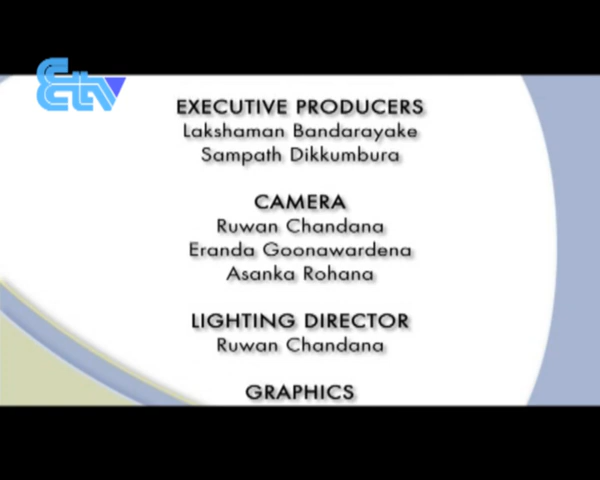 Etv
EXECUTIVE PRODUCERS
Lakshaman Bandarayake
Sampath Dikkumbura
CAMERA
Ruwan Chandana
Eranda Goonawardena
Asanka Rohana
LIGHTING DIRECTOR
Ruwan Chandana
GRAPHICS